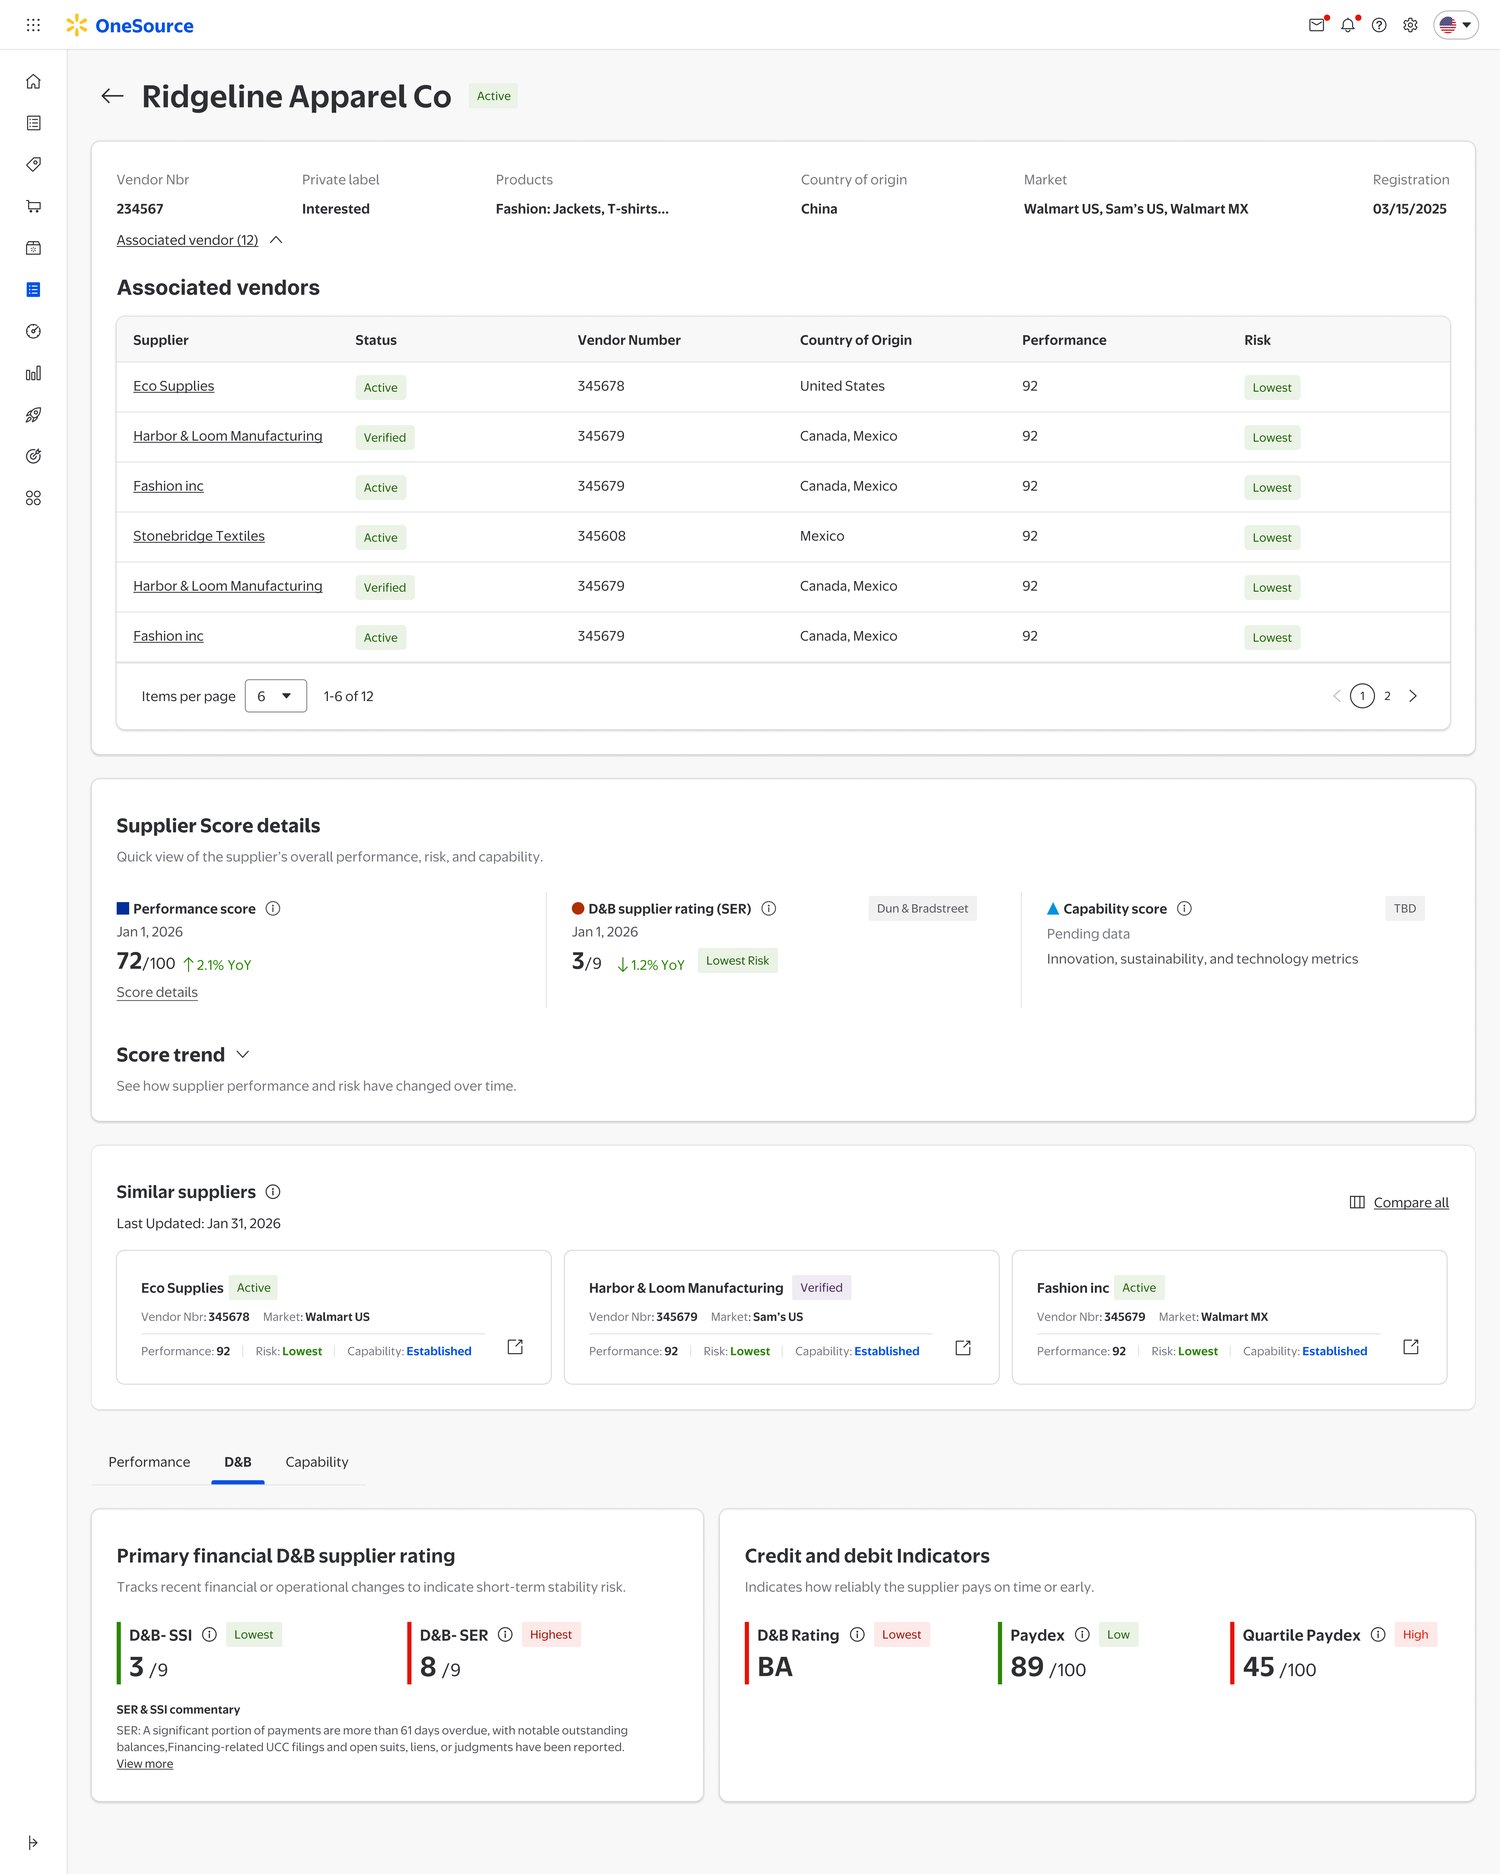 OneSource
Ridgeline Apparel Co Active
Vendor Nbr Private label Products Country of origin Market Registration
234567 Interested Fashion: Jackets, T-shirts... China Walmart US, Sam's US, Walmart MX 03/15/2025
Associated vendor (12)
Associated vendors
Supplier Status Vendor Number Country of Origin Performance Risk
Eco Supplies Active 345678 United States 92 Lowest
Harbor & Loom Manufacturing Verified 345679 Canada, Mexico 92 Lowest
Fashion inc Active 345679 Canada, Mexico 92 Lowest
Stonebridge Textiles Active 345608 Mexico 92 Lowest
Harbor & Loom Manufacturing Verified 345679 Canada, Mexico 92 Lowest
Fashion inc Active 345679 Canada, Mexico 92 Lowest
Items per page 6 1-6 of 12 1 2
Supplier Score details
Quick view of the supplier's overall performance, risk, and capability.
Performance score
Jan 1, 2026
72/100 ↑ 2.1% YoY
Score details
D&B supplier rating (SER) Dun & Bradstreet
Jan 1, 2026
3/9 ↓ 1.2% YoY Lowest Risk
Capability score TBD
Pending data
Innovation, sustainability, and technology metrics
Score trend
See how supplier performance and risk have changed over time.
Similar suppliers
Last Updated: Jan 31, 2026
Compare all
Eco Supplies Active
Vendor Nbr: 345678 Market: Walmart US
Performance: 92 Risk: Lowest Capability: Established
Harbor & Loom Manufacturing Verified
Vendor Nbr: 345679 Market: Sam's US
Performance: 92 Risk: Lowest Capability: Established
Fashion inc Active
Vendor Nbr: 345679 Market: Walmart MX
Performance: 92 Risk: Lowest Capability: Established
Performance D&B Capability
Primary financial D&B supplier rating
Tracks recent financial or operational changes to indicate short-term stability risk.
D&B- SSI Lowest
3 /9
D&B- SER Highest
8 /9
SER & SSI commentary
SER: A significant portion of payments are more than 61 days overdue, with notable outstanding
balances,Financing-related UCC filings and open suits, liens, or judgments have been reported.
View more
Credit and debit Indicators
Indicates how reliably the supplier pays on time or early.
D&B Rating Lowest
BA
Paydex Low
89 /100
Quartile Paydex High
45 /100